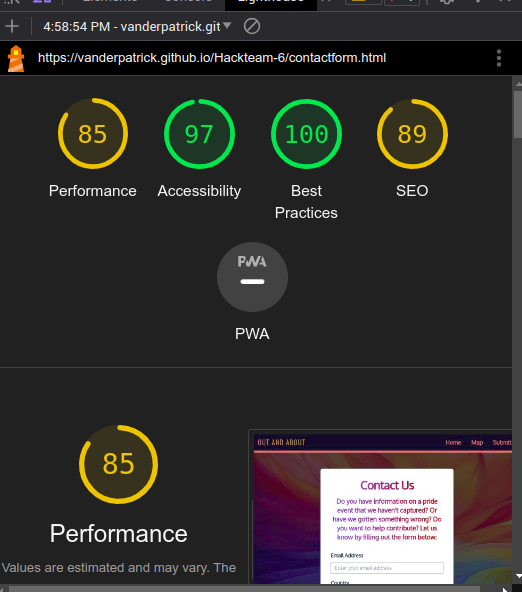 Elements Console Lighthouse
4:58:54 PM - vanderpatrick.git
https://vanderpatrick.github.io/Hackteam-6/contactform.html
85 97 100 89
Performance Accessibility Best Practices SEO
PWA
PWA
85
Performance
Values are estimated and may vary. The
OUT AND ABOUT Home Map Submit
Contact Us
Do you have information on a pride
event that we haven't captured? Or
have we gotten something wrong? Do
you want to help contribute? Let us
know by filling out the form below:
Email Address
Enter your email address
Country